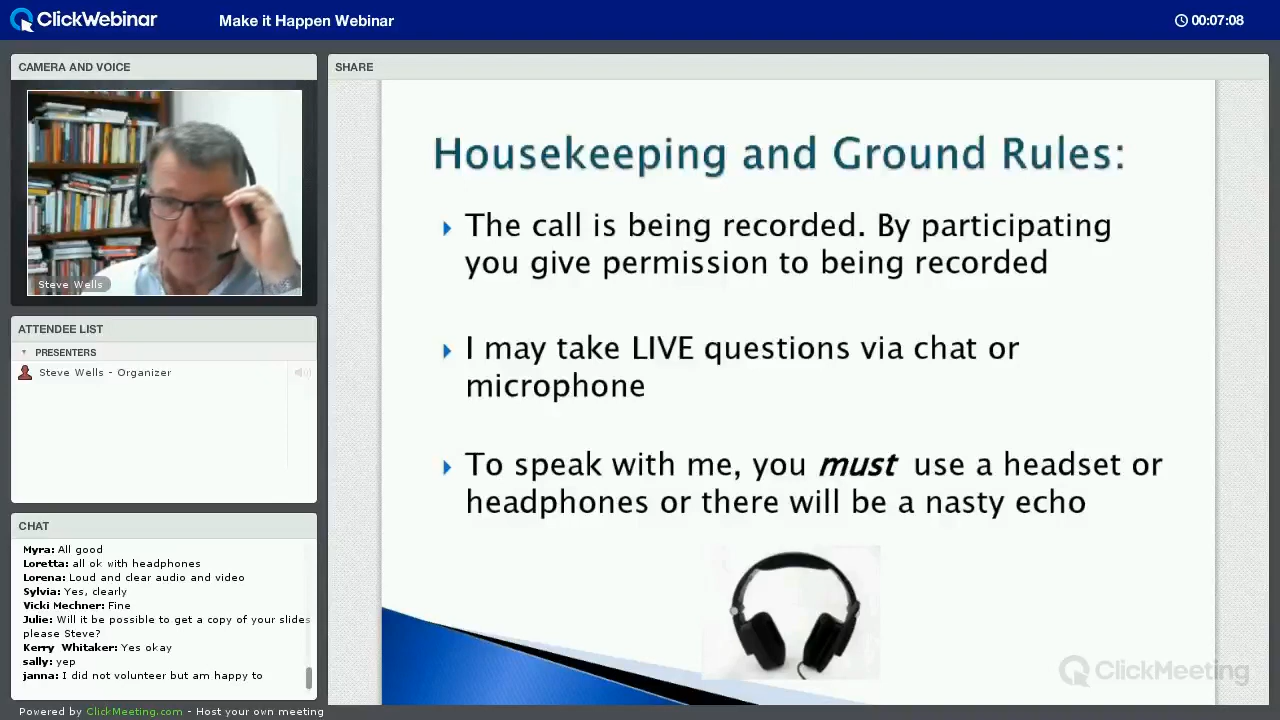 ClickWebinar
Make it Happen Webinar
00:07:08
CAMERA AND VOICE
Steve Wells
ATTENDEE LIST
PRESENTERS
Steve Wells - Organizer
CHAT
Myra: All good
Loretta: all ok with headphones
Lorena: Loud and clear audio and video
Sylvia: Yes, clearly
Vicki Mechner: Fine
Julie: Will it be possible to get a copy of your slides
please Steve?
Kerry Whitaker: Yes okay
sally: yep
janna: I did not volunteer but am happy to
SHARE
Housekeeping and Ground Rules:
The call is being recorded. By participating
you give permission to being recorded
I may take LIVE questions via chat or
microphone
To speak with me, you must use a headset or
headphones or there will be a nasty echo
ClickMeeting
Powered by ClickMeeting.com - Host your own meeting